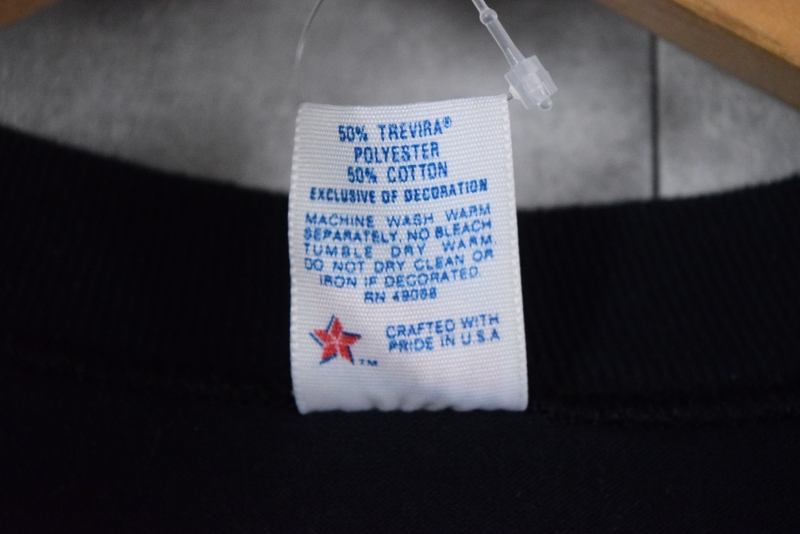 50% TREVIRA®
POLYESTER
50% COTTON
EXCLUSIVE OF DECORATION
MACHINE WASH WARM
SEPARATELY, NO BLEACH
TUMBLE DRY WARM.
DO NOT DRY CLEAN OR
IRON IF DECORATED.
RN 49088
CRAFTED WITH
PRIDE IN U.S.A
TM